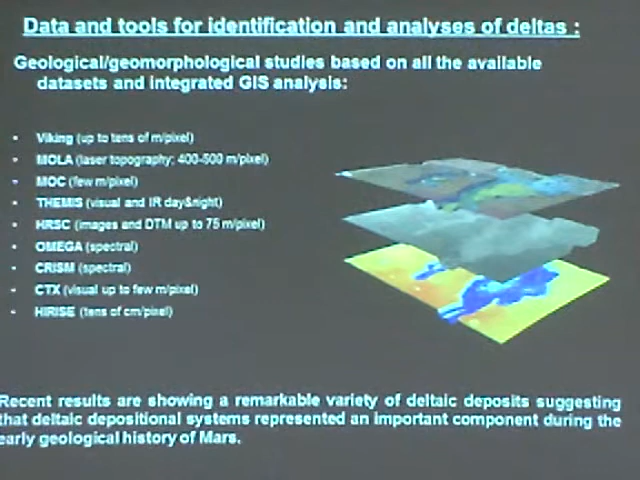 Data and tools for identification and analyses of deltas :
Geological/geomorphological studies based on all the available
datasets and integrated GIS analysis:
• Viking (up to tens of m/pixel)
• MOLA (laser topography; 400-500 m/pixel)
• MOC (few m/pixel)
• THEMIS (visual and IR day&night)
• HRSC (images and DTM up to 75 m/pixel)
• OMEGA (spectral)
• CRISM (spectral)
• CTX (visual up to few m/pixel)
• HIRISE (tens of cm/pixel)
Recent results are showing a remarkable variety of deltaic deposits suggesting
that deltaic depositional systems represented an important component during the
early geological history of Mars.